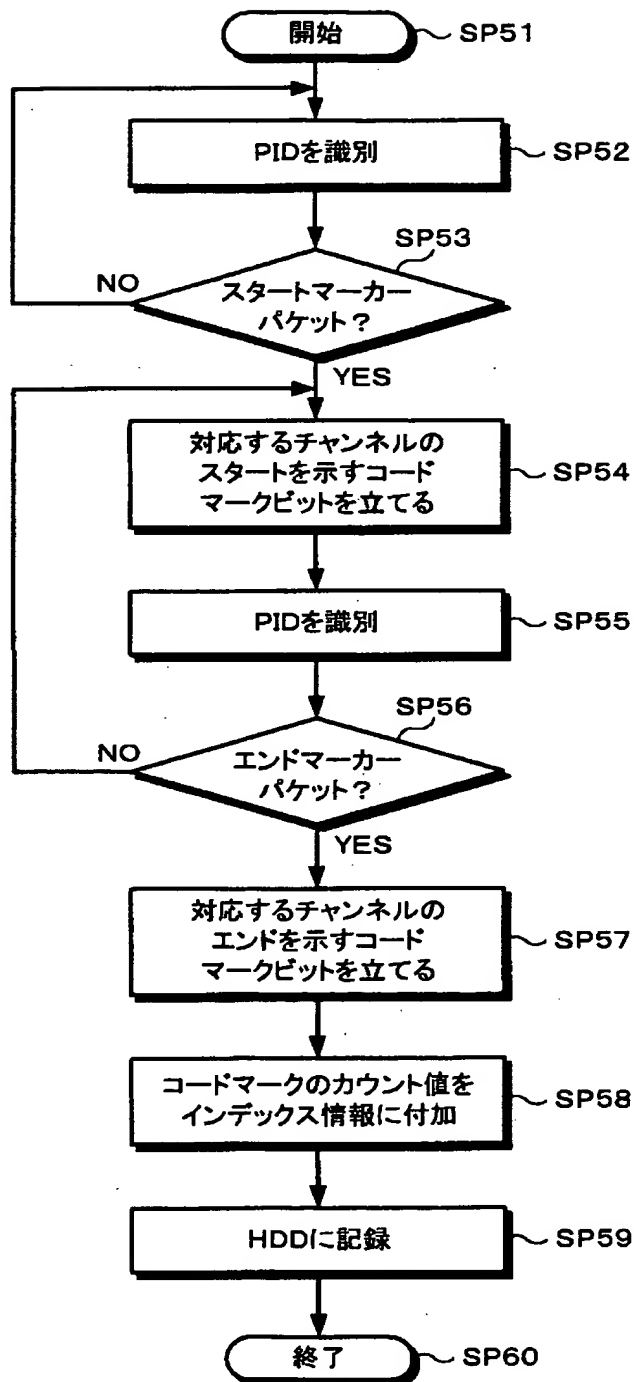 開始
SP51
PIDを識別
SP52
SP53
NO
スタートマーカー
パケット?
YES
対応するチャンネルの
スタートを示すコード
マークビットを立てる
SP54
PIDを識別
SP55
SP56
NO
エンドマーカー
パケット?
YES
対応するチャンネルの
エンドを示すコード
マークビットを立てる
SP57
コードマークのカウント値を
インデックス情報に付加
SP58
HDDに記録
SP59
終了
SP60